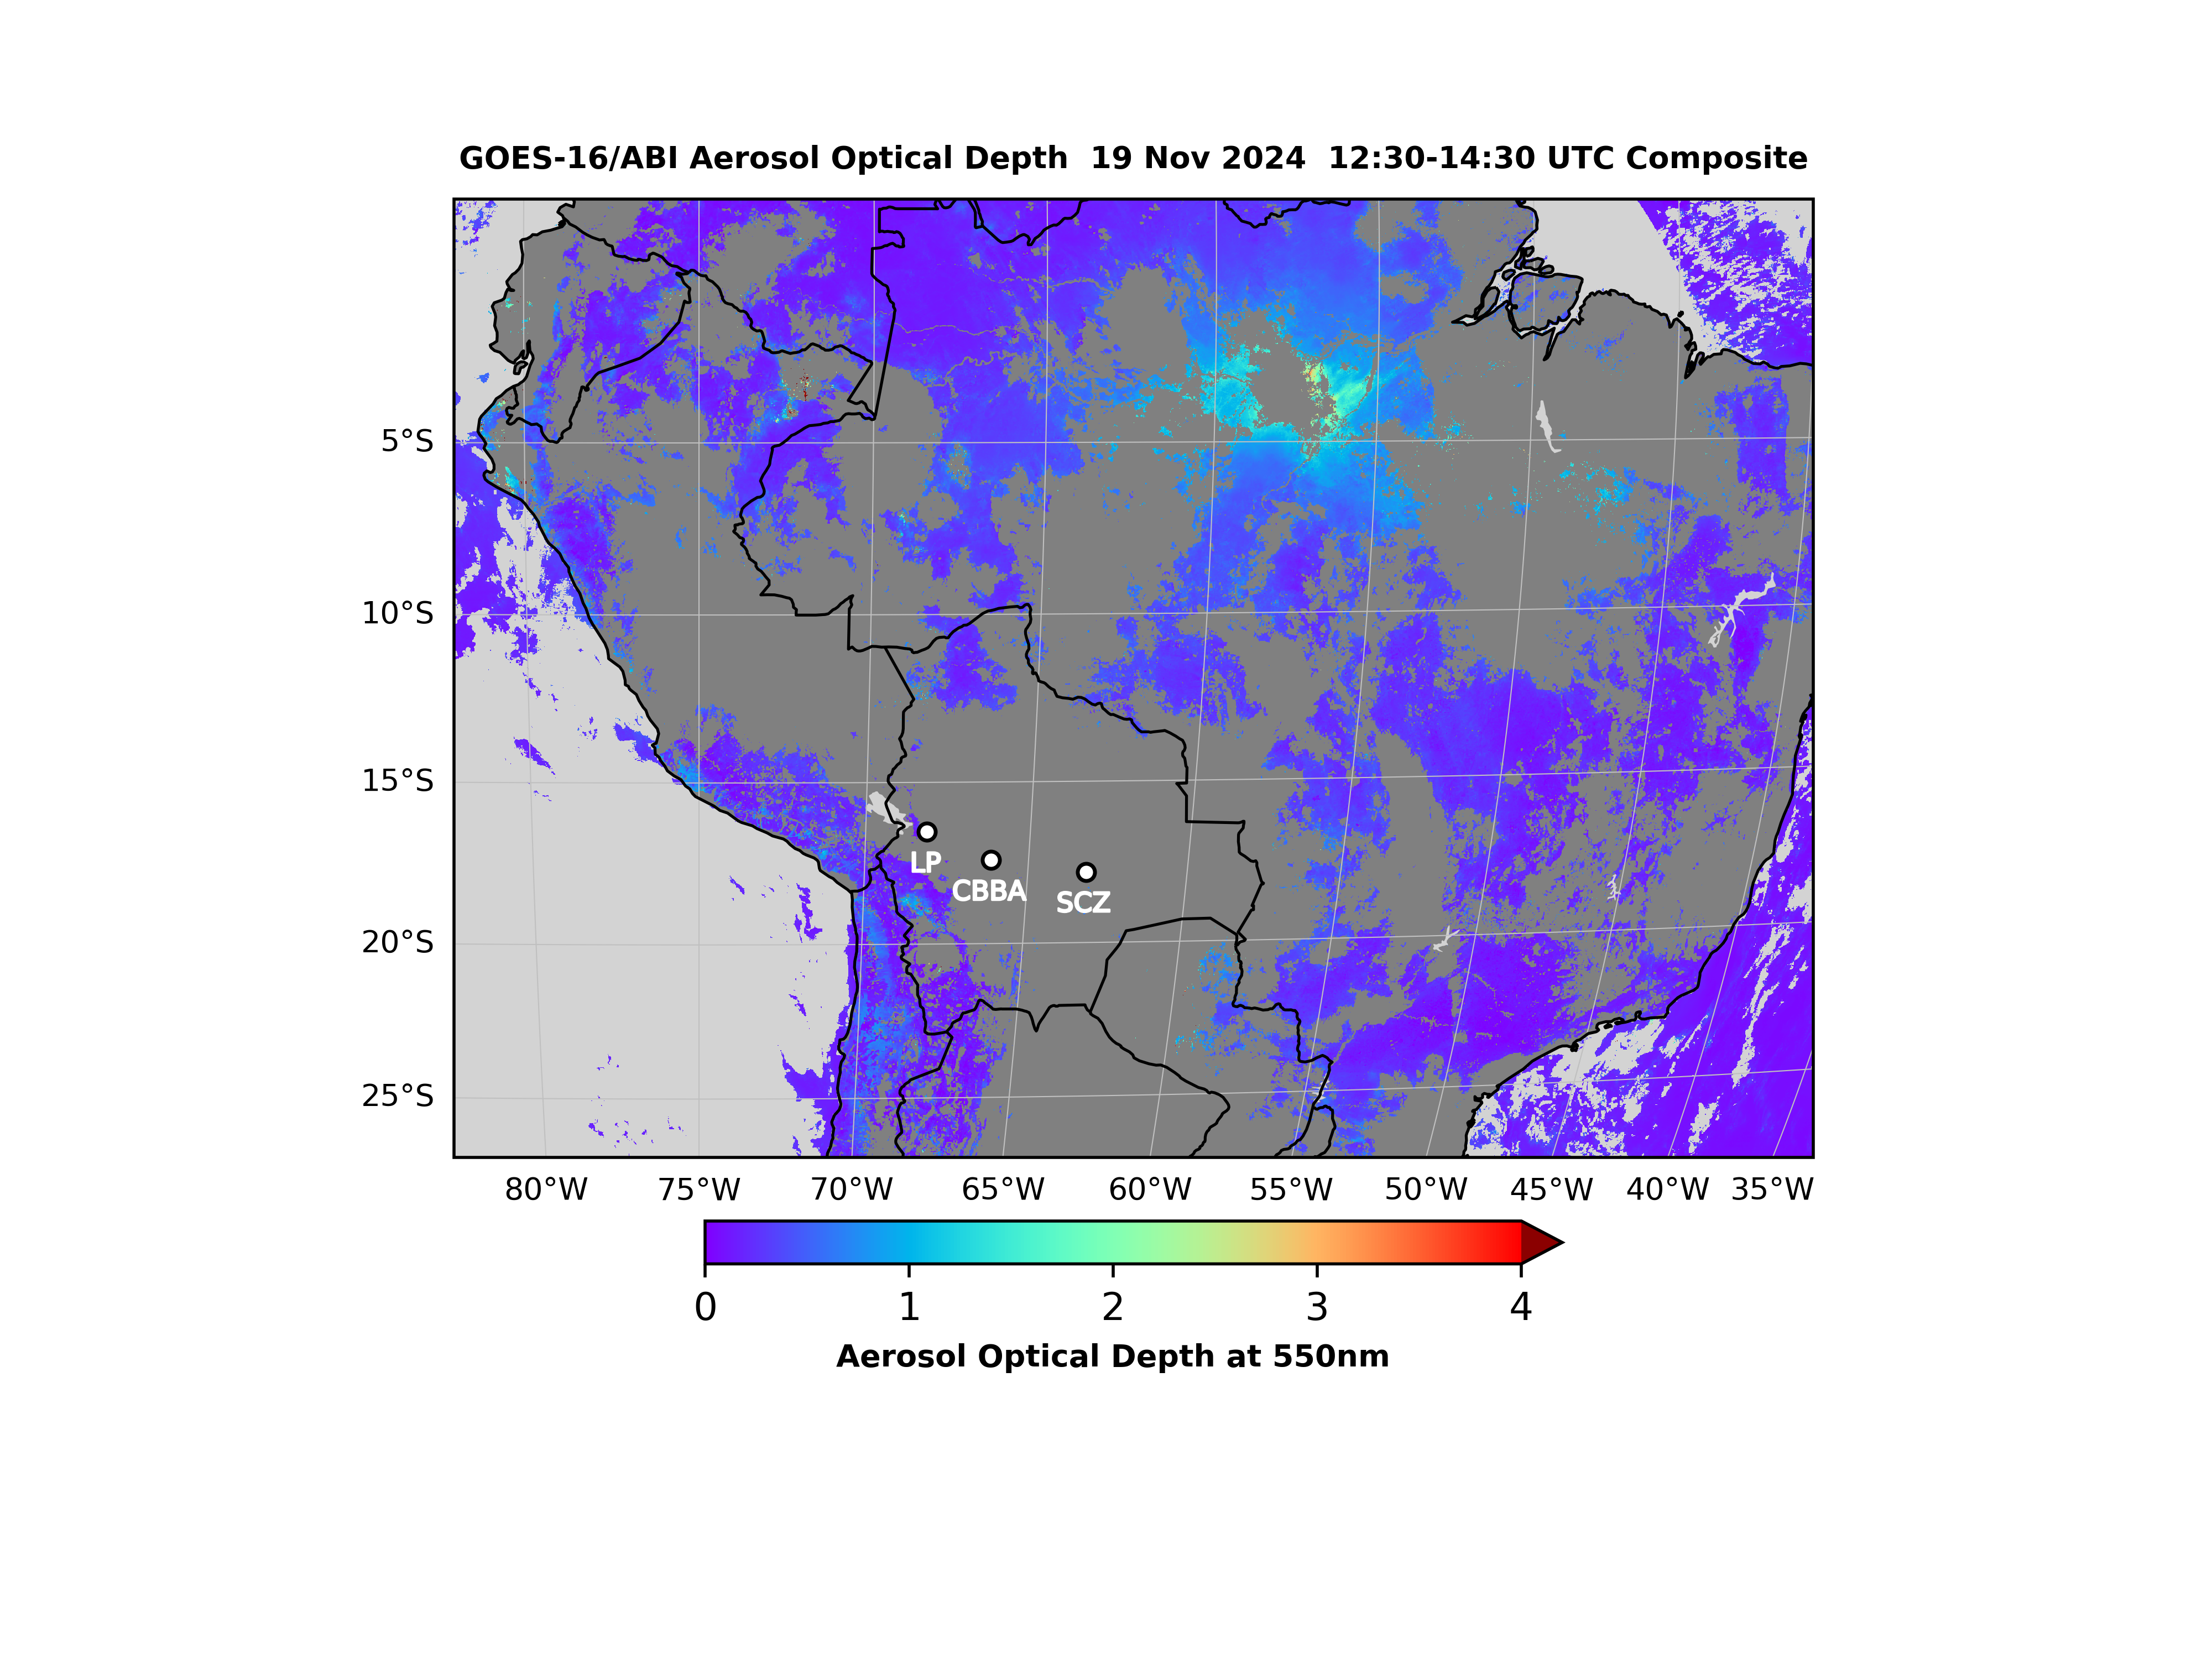 GOES-16/ABI Aerosol Optical Depth  19 Nov 2024  12:30-14:30 UTC Composite
5°S
10°S
15°S
LP
CBBA
SCZ
20°S
25°S
80°W 75°W 70°W 65°W 60°W 55°W 50°W 45°W 40°W 35°W
0 1 2 3 4
Aerosol Optical Depth at 550nm